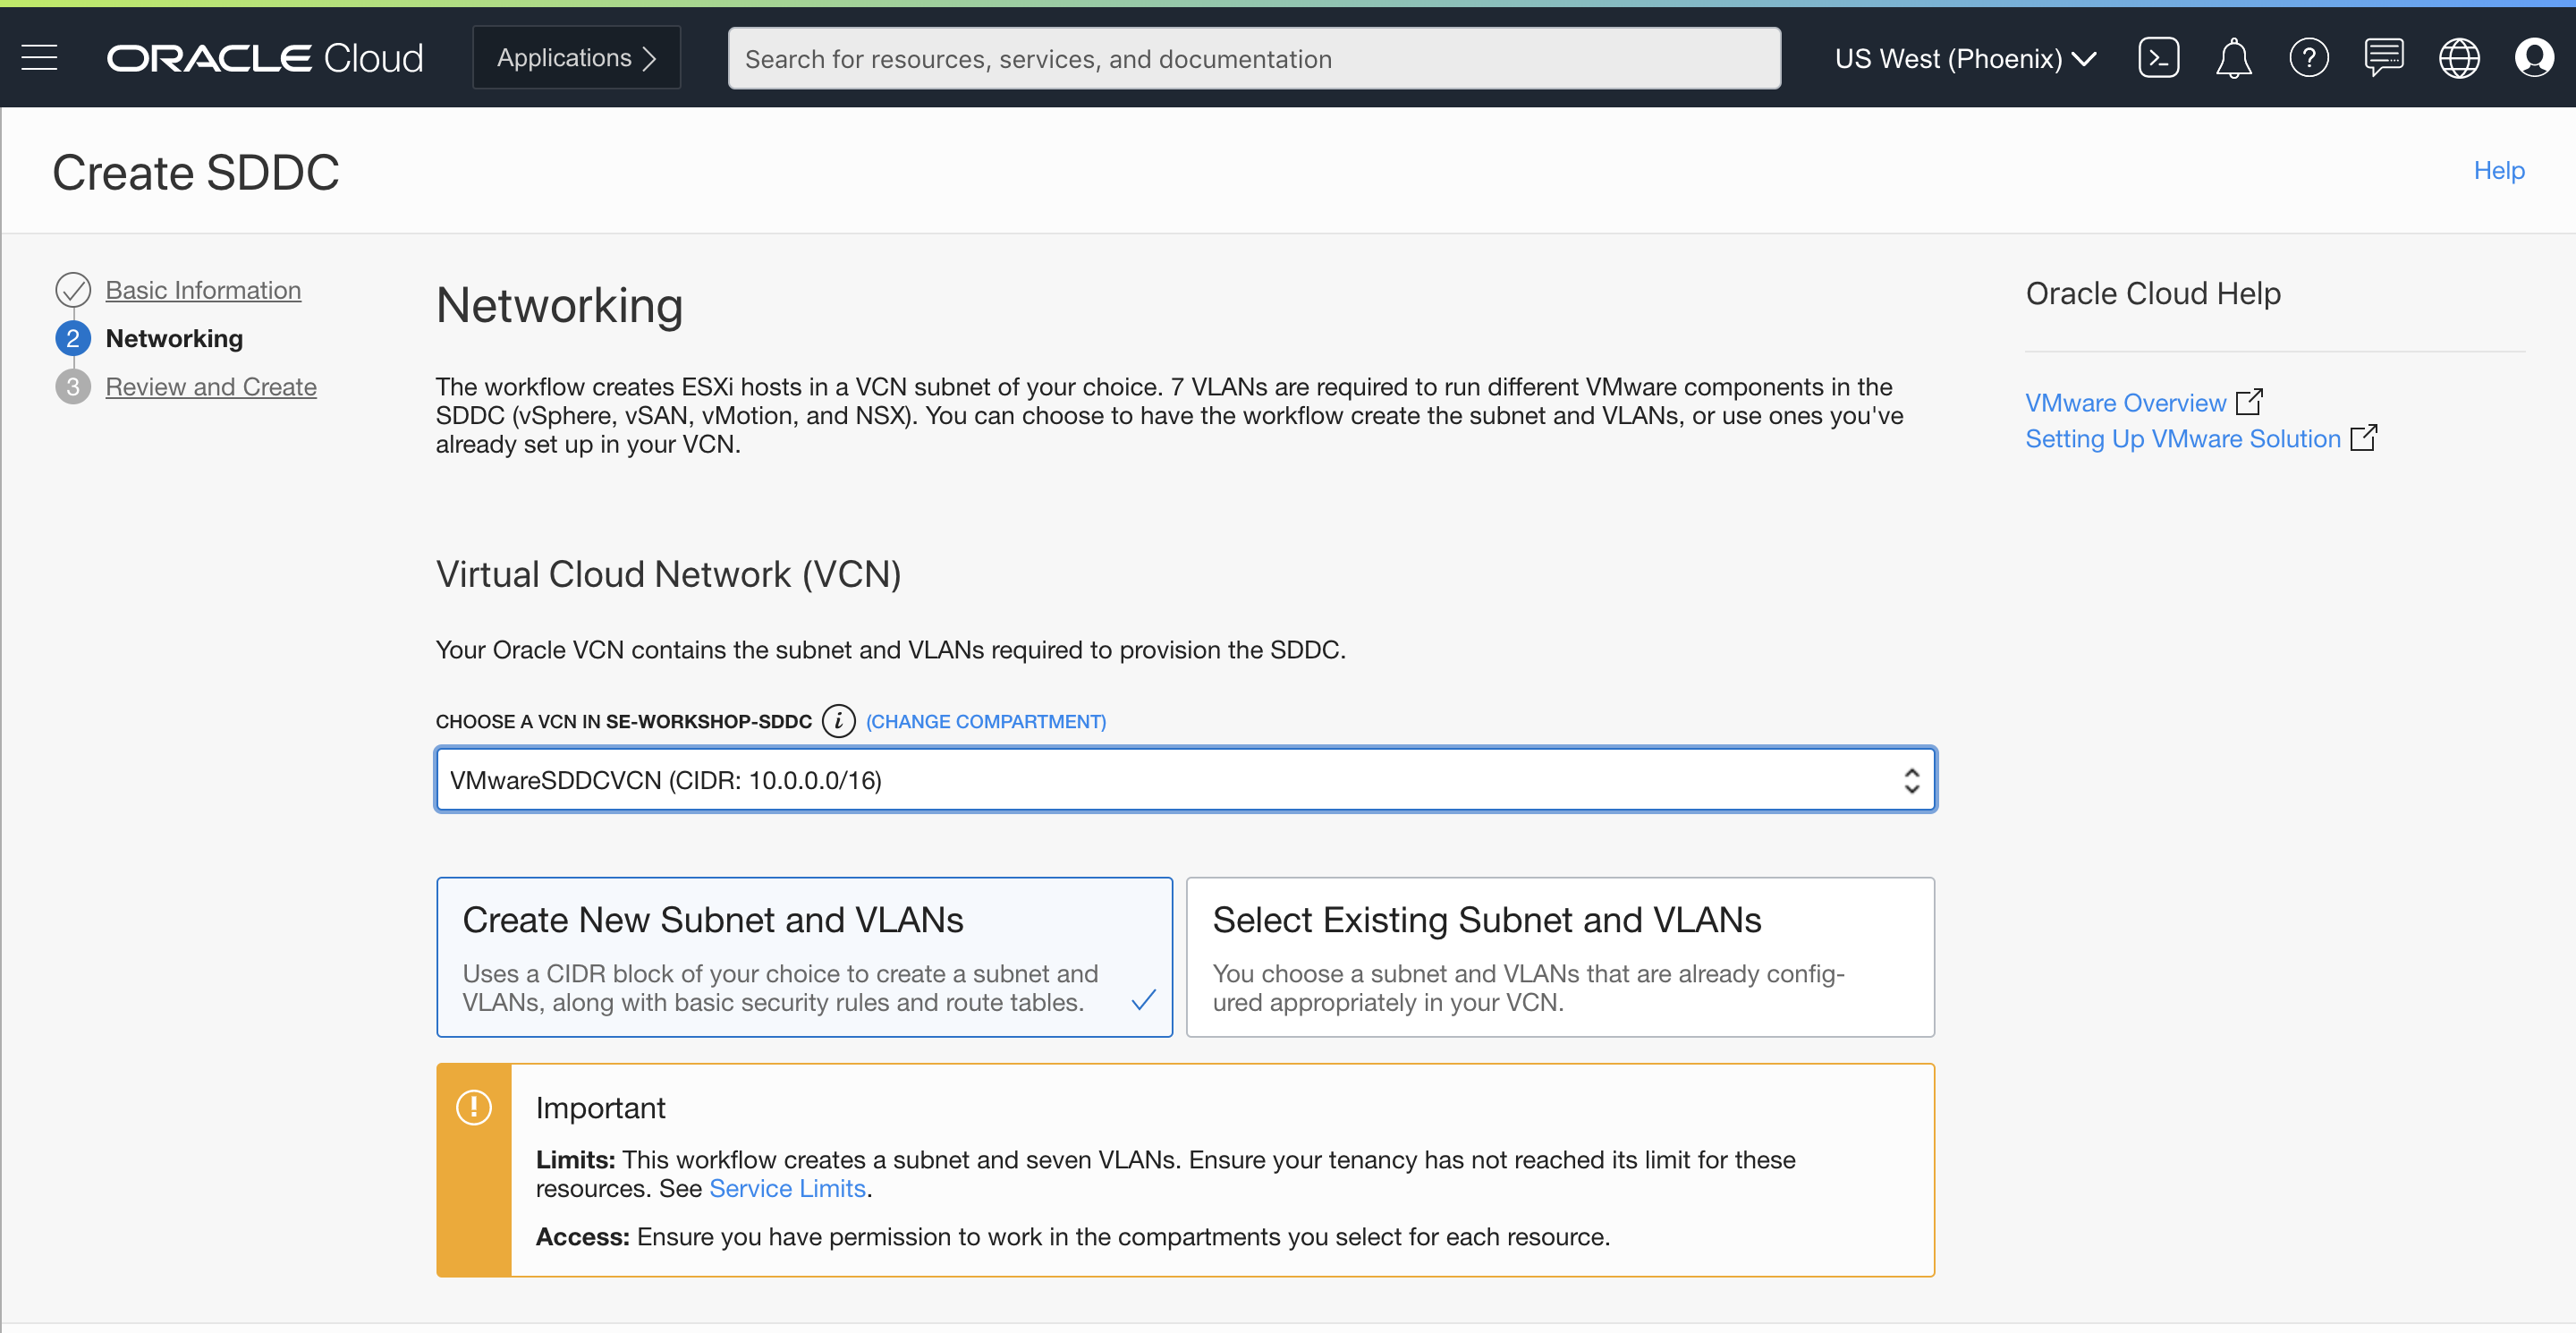 ORACLE Cloud
Applications
Search for resources, services, and documentation
US West (Phoenix)
Create SDDC
Help
Basic Information
2 Networking
3 Review and Create
Networking
The workflow creates ESXi hosts in a VCN subnet of your choice. 7 VLANs are required to run different VMware components in the
SDDC (vSphere, vSAN, vMotion, and NSX). You can choose to have the workflow create the subnet and VLANs, or use ones you've
already set up in your VCN.
Virtual Cloud Network (VCN)
Your Oracle VCN contains the subnet and VLANs required to provision the SDDC.
CHOOSE A VCN IN SE-WORKSHOP-SDDC i (CHANGE COMPARTMENT)
VMwareSDDCVCN (CIDR: 10.0.0.0/16)
Create New Subnet and VLANs
Uses a CIDR block of your choice to create a subnet and
VLANs, along with basic security rules and route tables.
Select Existing Subnet and VLANs
You choose a subnet and VLANs that are already config-
ured appropriately in your VCN.
Important
Limits: This workflow creates a subnet and seven VLANs. Ensure your tenancy has not reached its limit for these
resources. See Service Limits.
Access: Ensure you have permission to work in the compartments you select for each resource.
Oracle Cloud Help
VMware Overview
Setting Up VMware Solution